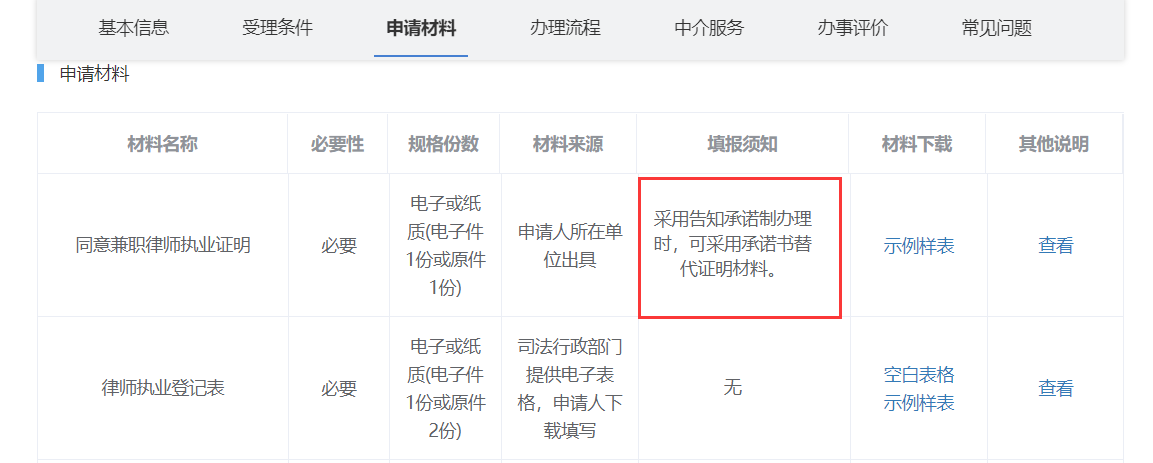 基本信息 受理条件 申请材料 办理流程 中介服务 办事评价 常见问题
申请材料
材料名称 必要性 规格份数 材料来源 填报须知 材料下载 其他说明
同意兼职律师执业证明
必要
电子或纸
质(电子件
1份或原件
1份)
申请人所在单
位出具
采用告知承诺制办理
时，可采用承诺书替
代证明材料。
示例样表
查看
律师执业登记表
必要
电子或纸
质(电子件
1份或原件
2份)
司法行政部门
提供电子表
格，申请人下
载填写
无
空白表格
示例样表
查看